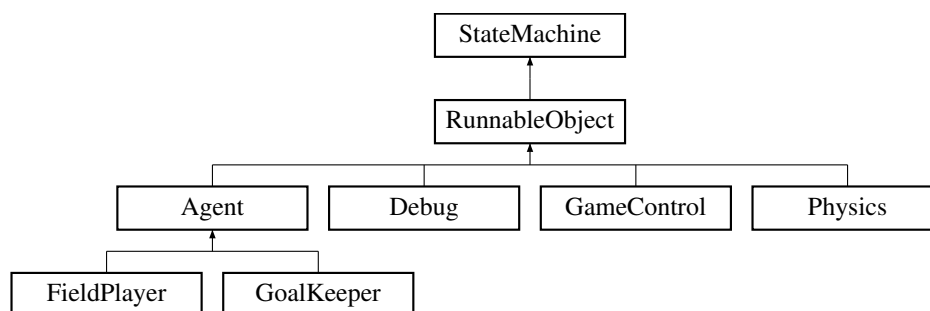 StateMachine
RunnableObject
Agent
Debug
GameControl
Physics
FieldPlayer
GoalKeeper